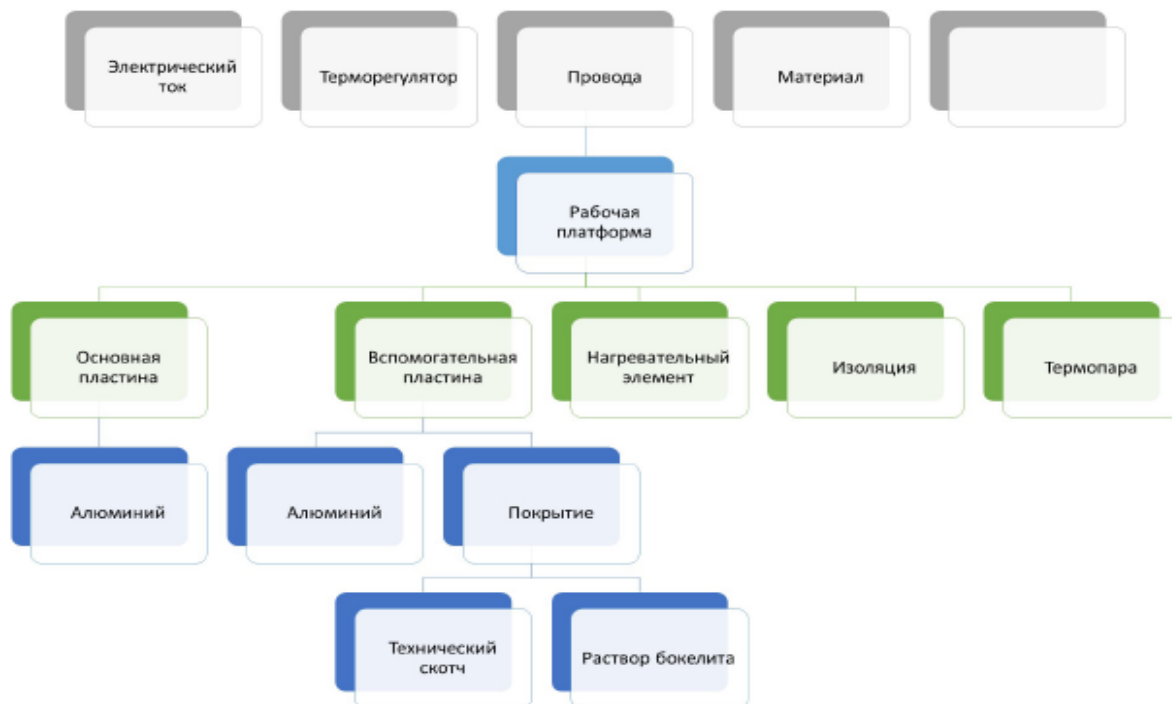 Электрический
ток
Терморегулятор
Провода
Материал
Рабочая
платформа
Основная
пластина
Вспомогательная
пластина
Нагревательный
элемент
Изоляция
Термопара
Алюминий
Алюминий
Покрытие
Технический
скотч
Раствор бокелита